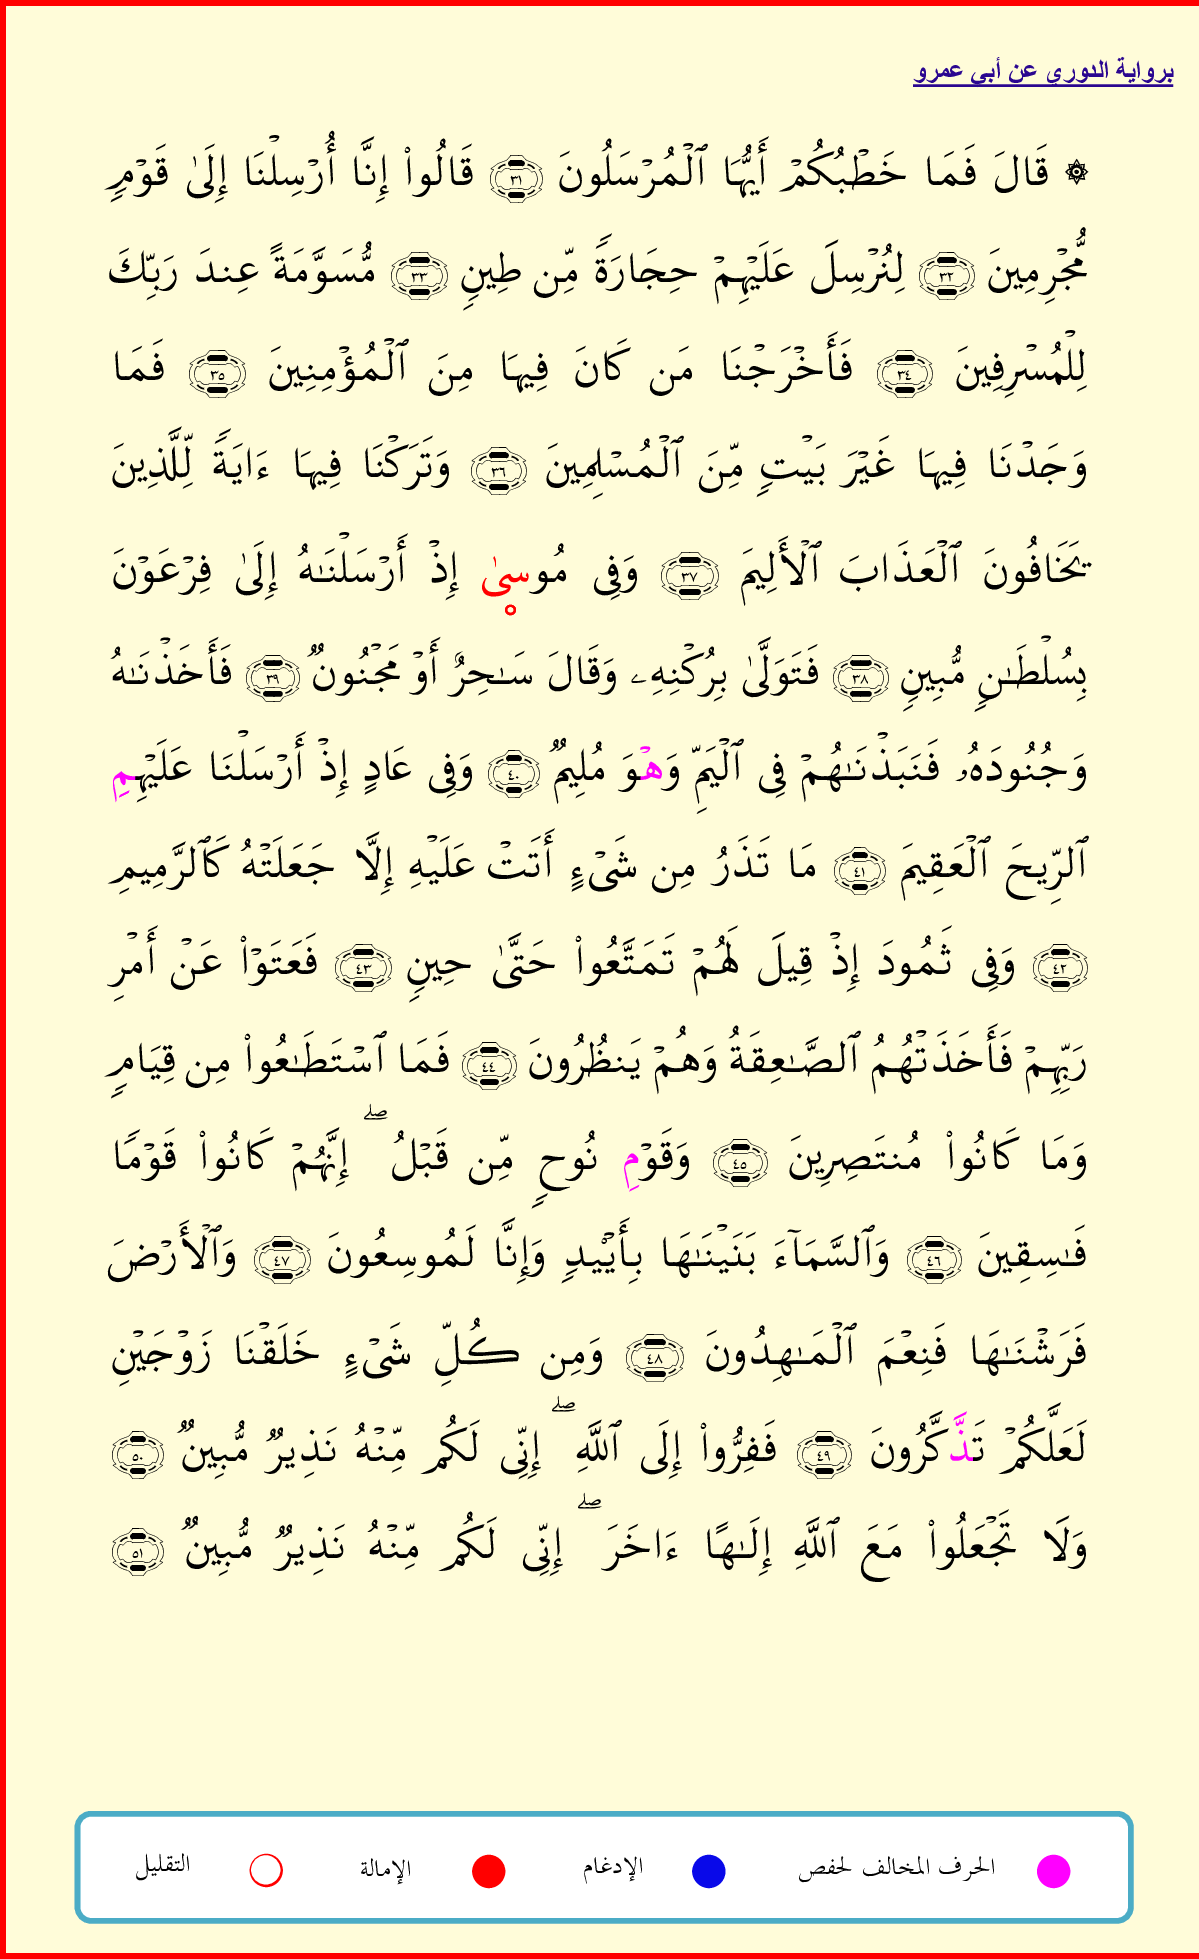 برواية الدوري عن أبي عمرو
۞ قَالَ فَمَا خَطۡبُكُمۡ أَيُّهَا ٱلۡمُرۡسَلُونَ ٣١ قَالُواْ إِنَّا أُرۡسِلۡنَا إِلَىٰ قَوۡمٖ
مُّجۡرِمِينَ ٣٢ لِنُرۡسِلَ عَلَيۡهِمۡ حِجَارَةٗ مِّن طِينٖ ٣٣ مُّسَوَّمَةً عِندَ رَبِّكَ
لِلۡمُسۡرِفِينَ ٣٤ فَأَخۡرَجۡنَا مَن كَانَ فِيهَا مِنَ ٱلۡمُؤۡمِنِينَ ٣٥ فَمَا
وَجَدۡنَا فِيهَا غَيۡرَ بَيۡتٖ مِّنَ ٱلۡمُسۡلِمِينَ ٣٦ وَتَرَكۡنَا فِيهَا ءَايَةٗ لِّلَّذِينَ
يَخَافُونَ ٱلۡعَذَابَ ٱلۡأَلِيمَ ٣٧ وَفِي مُوسىٰ إِذۡ أَرۡسَلۡنَٰهُ إِلَىٰ فِرۡعَوۡنَ
بِسُلۡطَٰنٖ مُّبِينٖ ٣٨ فَتَوَلَّىٰ بِرُكۡنِهِۦ وَقَالَ سَٰحِرٌ أَوۡ مَجۡنُونٞ ٣٩ فَأَخَذۡنَٰهُ
وَجُنُودَهُۥ فَنَبَذۡنَٰهُمۡ فِي ٱلۡيَمِّ وَهۡوَ مُلِيمٞ ٤٠ وَفِي عَادٍ إِذۡ أَرۡسَلۡنَا عَلَيۡهِمِ
ٱلرِّيحَ ٱلۡعَقِيمَ ٤١ مَا تَذَرُ مِن شَيۡءٍ أَتَتۡ عَلَيۡهِ إِلَّا جَعَلَتۡهُ كَٱلرَّمِيمِ
٤٢ وَفِي ثَمُودَ إِذۡ قِيلَ لَهُمۡ تَمَتَّعُواْ حَتَّىٰ حِينٖ ٤٣ فَعَتَوۡاْ عَنۡ أَمۡرِ
رَبِّهِمۡ فَأَخَذَتۡهُمُ ٱلصَّٰعِقَةُ وَهُمۡ يَنظُرُونَ ٤٤ فَمَا ٱسۡتَطَٰعُواْ مِن قِيَامٖ
وَمَا كَانُواْ مُنتَصِرِينَ ٤٥ وَقَوۡمِ نُوحٖ مِّن قَبۡلُۖ إِنَّهُمۡ كَانُواْ قَوۡمٗا
فَٰسِقِينَ ٤٦ وَٱلسَّمَآءَ بَنَيۡنَٰهَا بِأَيۡيْدٖ وَإِنَّا لَمُوسِعُونَ ٤٧ وَٱلۡأَرۡضَ
فَرَشۡنَٰهَا فَنِعۡمَ ٱلۡمَٰهِدُونَ ٤٨ وَمِن كُلِّ شَيۡءٍ خَلَقۡنَا زَوۡجَيۡنِ
لَعَلَّكُمۡ تَذَّكَّرُونَ ٤٩ فَفِرُّواْ إِلَى ٱللَّهِۖ إِنِّي لَكُم مِّنۡهُ نَذِيرٞ مُّبِينٞ ٥٠
وَلَا تَجۡعَلُواْ مَعَ ٱللَّهِ إِلَٰهًا ءَاخَرَۖ إِنِّي لَكُم مِّنۡهُ نَذِيرٞ مُّبِينٞ ٥١
الحرف المخالف لحفص الإدغام الإمالة التقليل